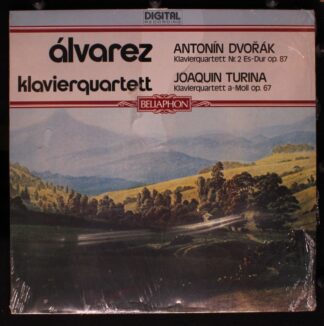 DIGITAL
RECORDING
álvarez
klavierquartett
ANTONÍN DVOŘÁK
Klavierquartett Nr. 2 Es-Dur op. 87
JOAQUIN TURINA
Klavierquartett a-Moll op. 67
BELLAPHON